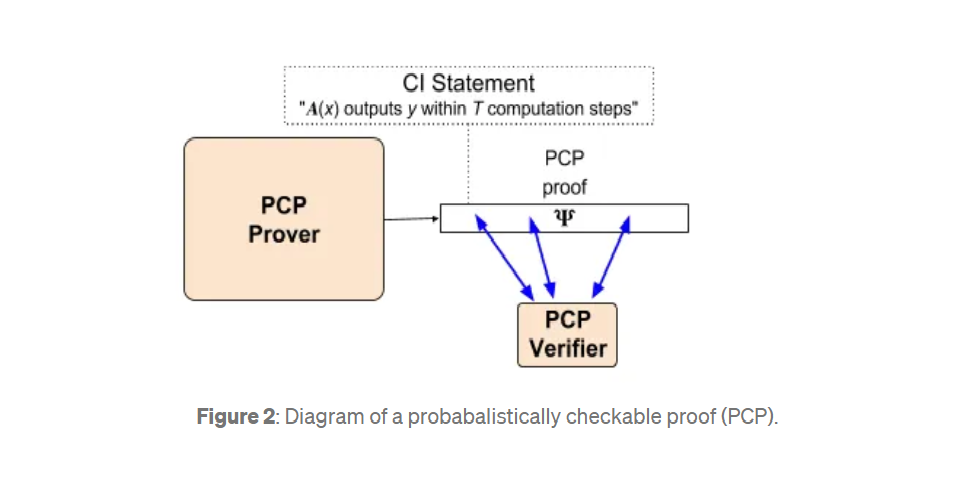 CI Statement
"A(x) outputs y within T computation steps"
PCP
proof
PCP
Prover
Ψ
PCP
Verifier
Figure 2: Diagram of a probabalistically checkable proof (PCP).